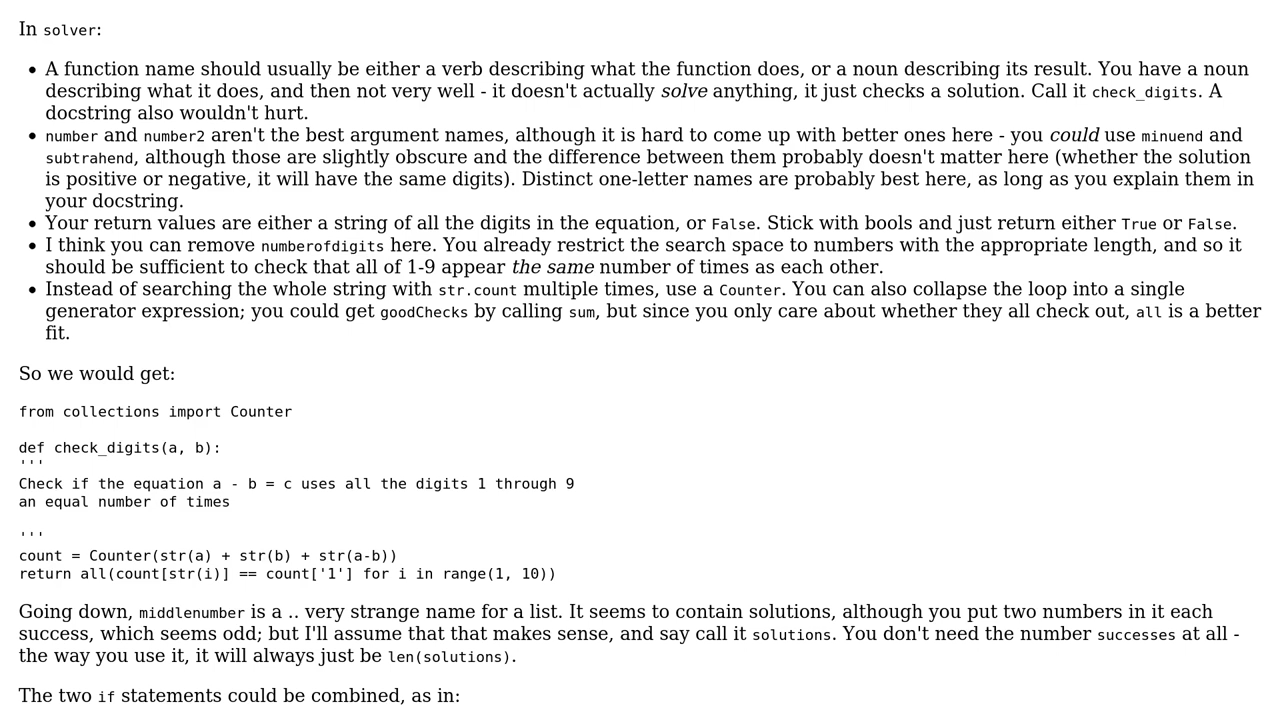 In solver:
• A function name should usually be either a verb describing what the function does, or a noun describing its result. You have a noun
describing what it does, and then not very well - it doesn't actually solve anything, it just checks a solution. Call it check_digits. A
docstring also wouldn't hurt.
• number and number2 aren't the best argument names, although it is hard to come up with better ones here - you could use minuend and
subtrahend, although those are slightly obscure and the difference between them probably doesn't matter here (whether the solution
is positive or negative, it will have the same digits). Distinct one-letter names are probably best here, as long as you explain them in
your docstring.
• Your return values are either a string of all the digits in the equation, or False. Stick with bools and just return either True or False.
• I think you can remove numberofdigits here. You already restrict the search space to numbers with the appropriate length, and so it
should be sufficient to check that all of 1-9 appear the same number of times as each other.
• Instead of searching the whole string with str.count multiple times, use a Counter. You can also collapse the loop into a single
generator expression; you could get goodChecks by calling sum, but since you only care about whether they all check out, all is a better
fit.
So we would get:
from collections import Counter
def check_digits(a, b):
'''
Check if the equation a - b = c uses all the digits 1 through 9
an equal number of times
'''
count = Counter(str(a) + str(b) + str(a-b))
return all(count[str(i)] == count['1'] for i in range(1, 10))
Going down, middlenumber is a .. very strange name for a list. It seems to contain solutions, although you put two numbers in it each
success, which seems odd; but I'll assume that that makes sense, and say call it solutions. You don't need the number successes at all -
the way you use it, it will always just be len(solutions).
The two if statements could be combined, as in: